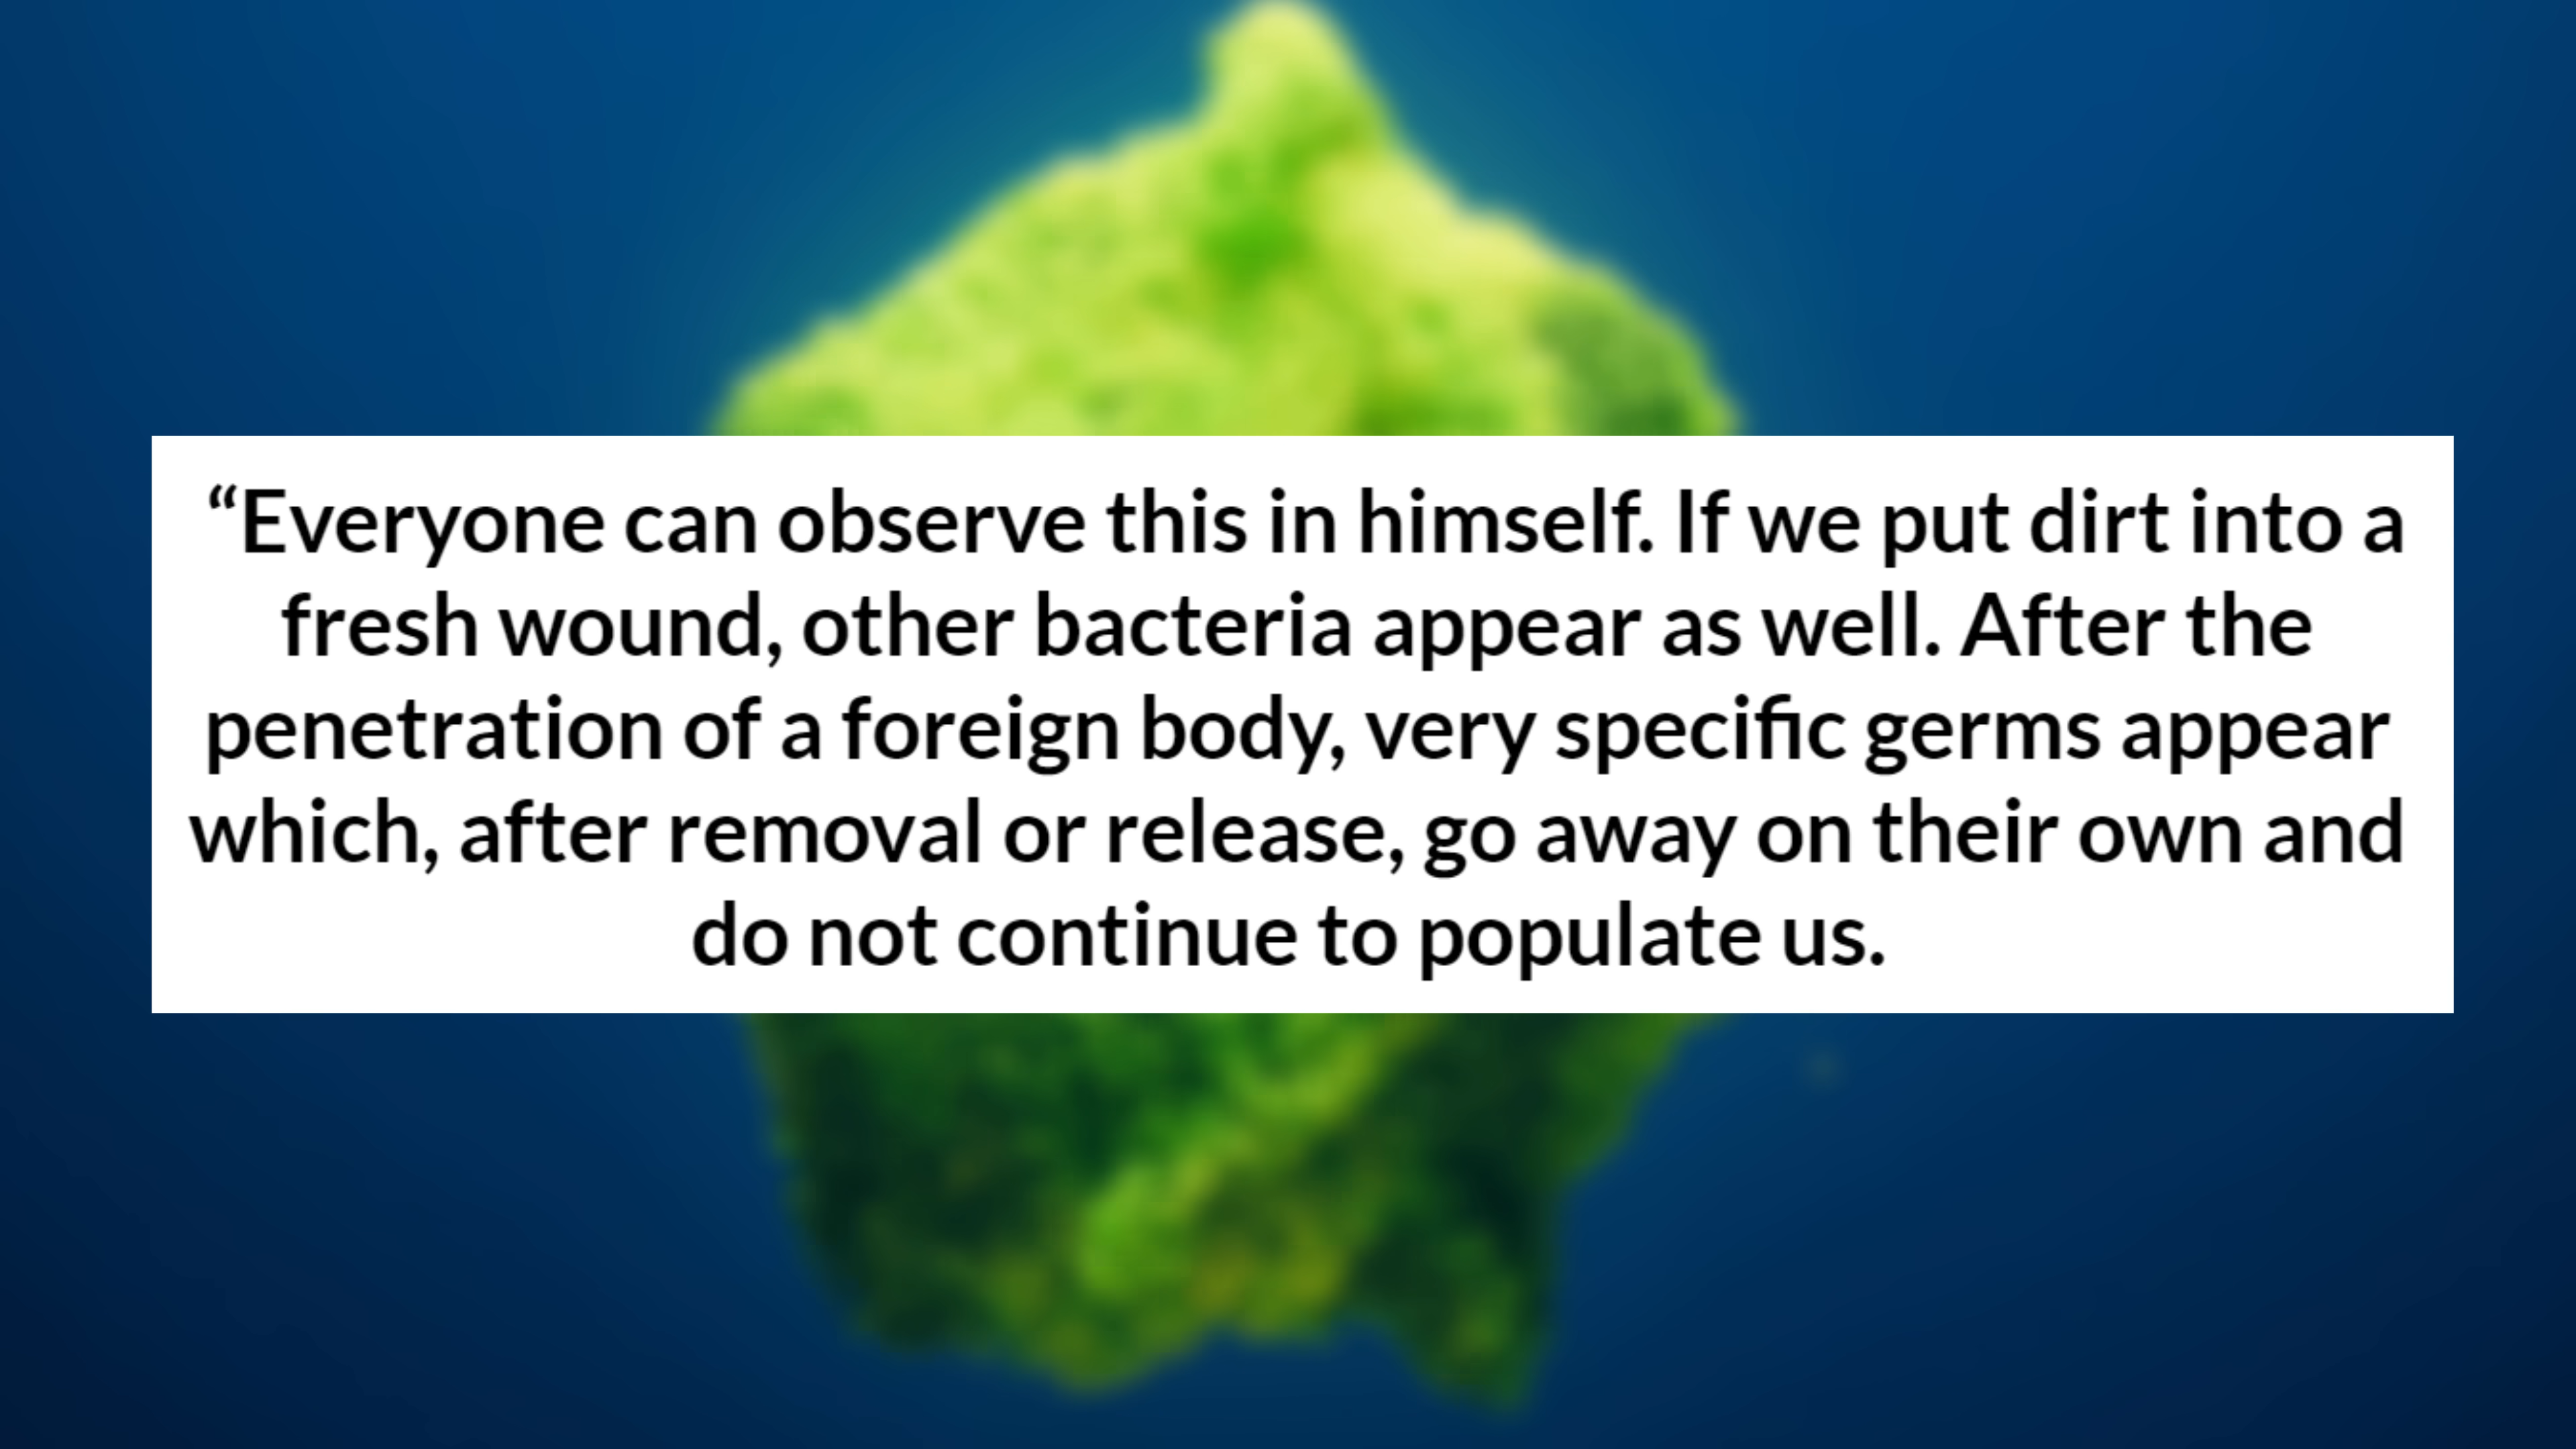 “Everyone can observe this in himself. If we put dirt into a
fresh wound, other bacteria appear as well. After the
penetration of a foreign body, very specific germs appear
which, after removal or release, go away on their own and
do not continue to populate us.